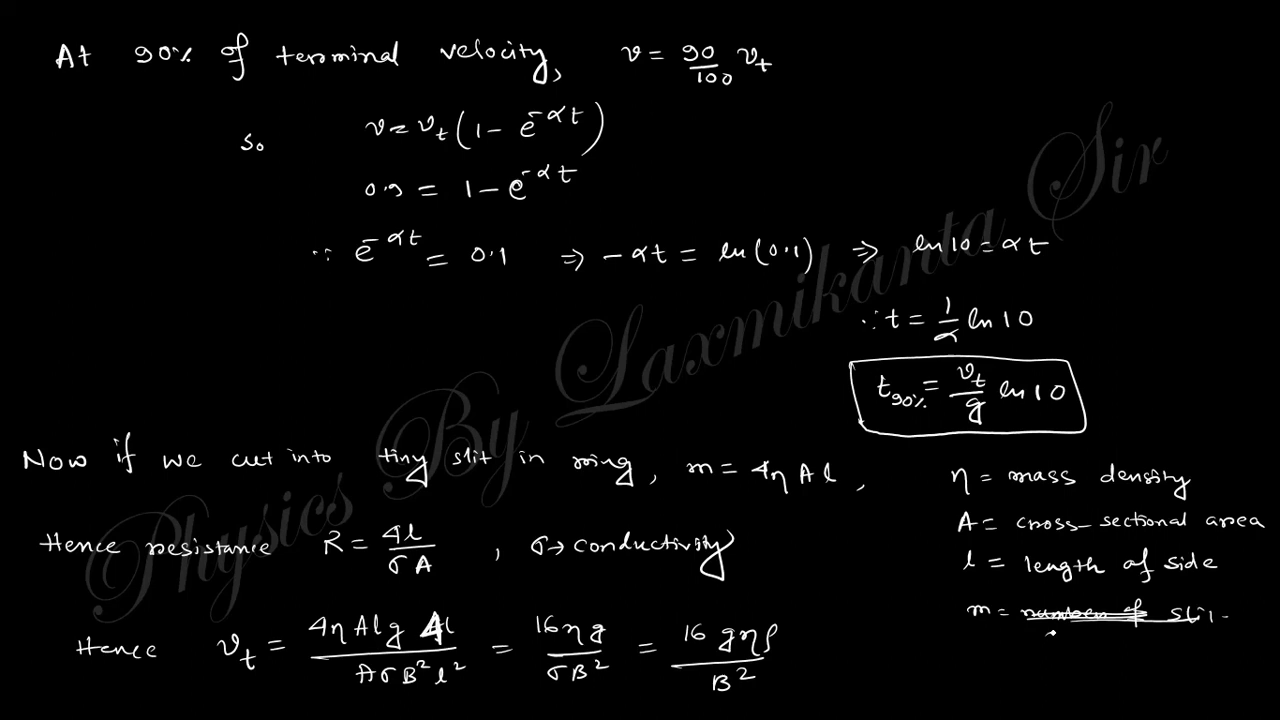 At 90% of terminal velocity, v = 90/100 v_t
So v = v_t (1 - e^{-αt})
0.9 = 1 - e^{-αt}
∵ e^{-αt} = 0.1 ⇒ -αt = ln(0.1) ⇒ ln10 = αt
∵ t = 1/α ln10
t_{90%} = v_t/g ln10
Now if we cut into tiny slit in ring, m = 4ηAl,
η = mass density
A = cross-sectional area
l = length of side
m = number of slit.
Hence resistance R = 4l/σA, σ → conductivity
Hence v_t = 4ηAlg 4l/AσB²l² = 16ηg/σB² = 16gηρ/B²
Physics By Laxmikanta Sir